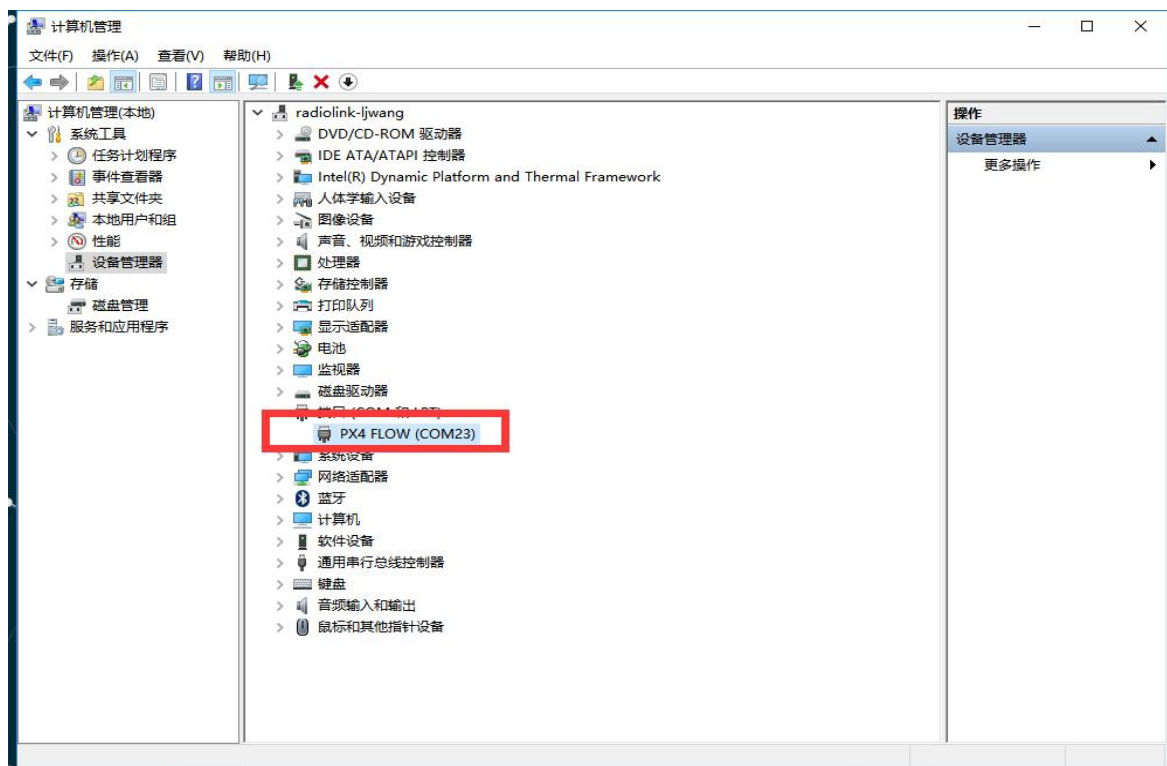 计算机管理
文件(F) 操作(A) 查看(V) 帮助(H)
计算机管理(本地)
系统工具
任务计划程序
事件查看器
共享文件夹
本地用户和组
性能
设备管理器
存储
磁盘管理
服务和应用程序
radiolink-ljwang
DVD/CD-ROM 驱动器
IDE ATA/ATAPI 控制器
Intel(R) Dynamic Platform and Thermal Framework
人体学输入设备
图像设备
声音、视频和游戏控制器
处理器
存储控制器
打印队列
显示适配器
电池
监视器
磁盘驱动器
端口 (COM 和 LPT)
PX4 FLOW (COM23)
系统设备
网络适配器
蓝牙
计算机
软件设备
通用串行总线控制器
键盘
音频输入和输出
鼠标和其他指针设备
操作
设备管理器
更多操作